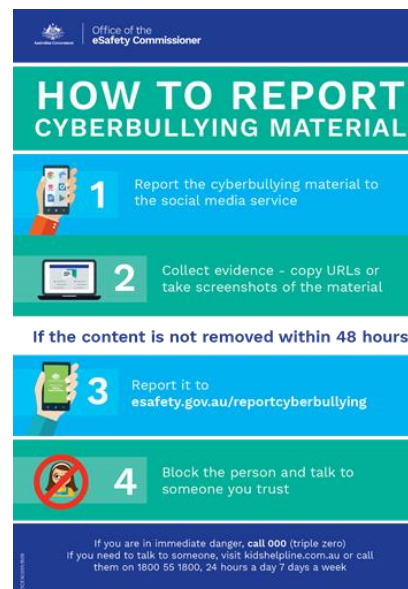 Australian Government
Office of the
eSafety Commissioner
HOW TO REPORT
CYBERBULLYING MATERIAL
1
Report the cyberbullying material to
the social media service
2
Collect evidence - copy URLs or
take screenshots of the material
If the content is not removed within 48 hours
3
Report it to
esafety.gov.au/reportcyberbullying
4
Block the person and talk to
someone you trust
If you are in immediate danger, call 000 (triple zero)
If you need to talk to someone, visit kidshelpline.com.au or call
them on 1800 55 1800, 24 hours a day 7 days a week